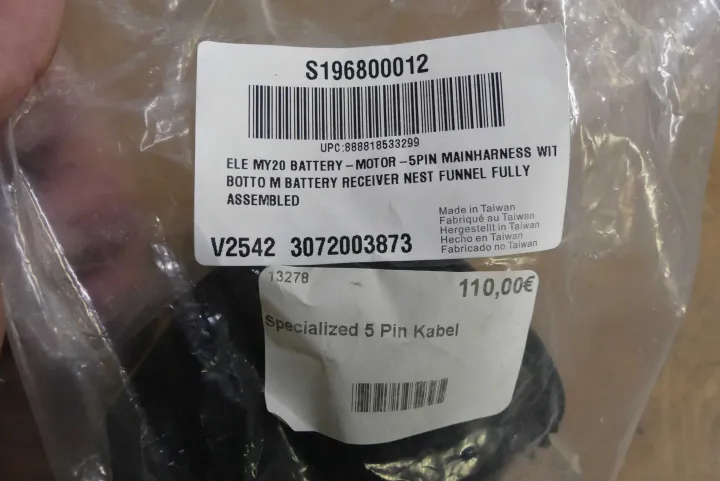 S196800012
UPC:888818533299
ELE MY20 BATTERY-MOTOR-5PIN MAINHARNESS WIT
BOTTO M BATTERY RECEIVER NEST FUNNEL FULLY
ASSEMBLED
Made in Taiwan
Fabriqué au Taiwan
Hergestellt in Taiwan
Hecho en Taiwan
Fabricado no Taiwan
V2542 3072003873
13278
110,00€
Specialized 5 Pin Kabel